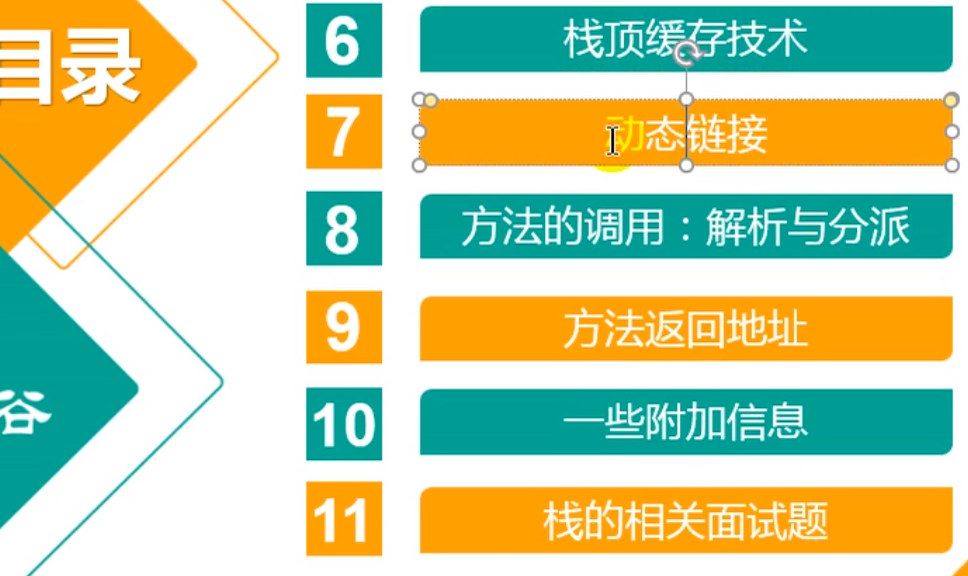 目录
6 栈顶缓存技术
7 动态链接
8 方法的调用：解析与分派
9 方法返回地址
谷
10 一些附加信息
11 栈的相关面试题